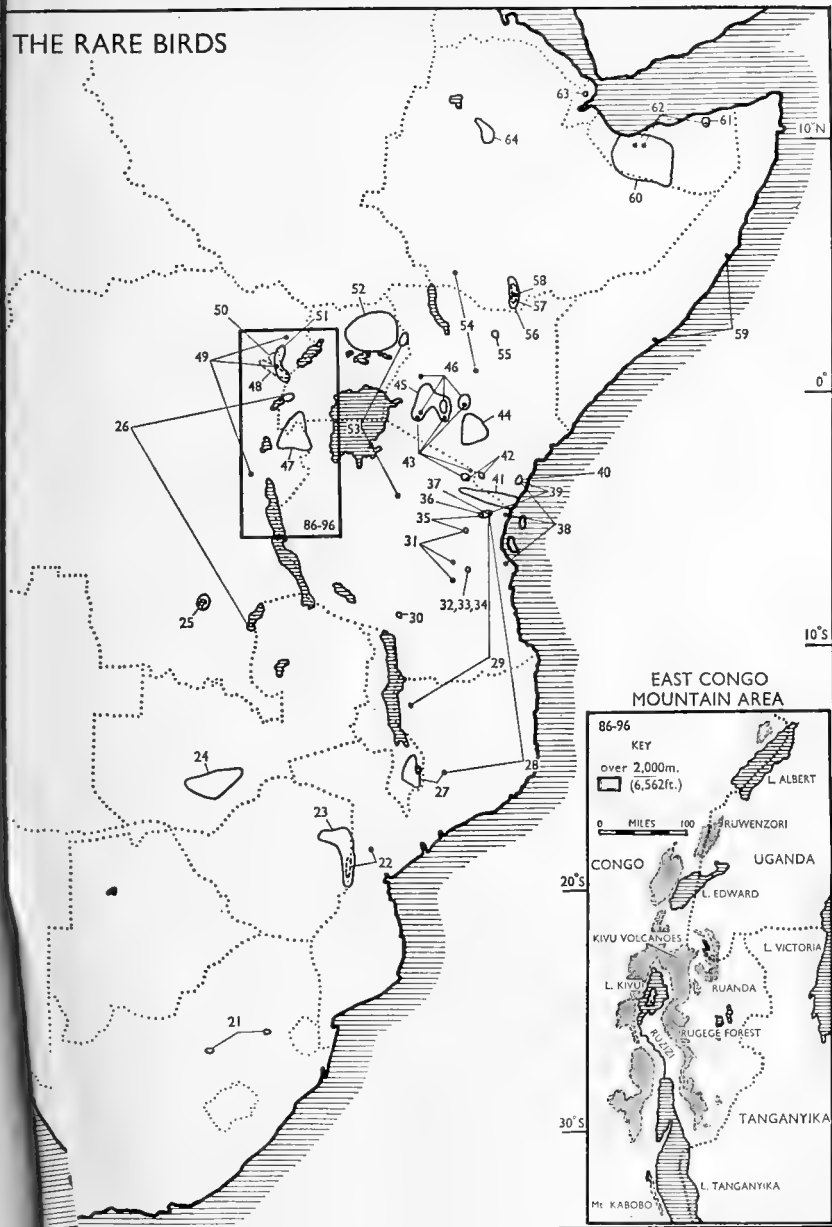 THE RARE BIRDS
63
62
61
10°N
64
60
58
57
56
52
51
50
54
59
55
49
48
46
45
0°
44
26
53
47
43
42
41
40
37
39
36
38
35
86-96
31
25
32,33,34
30
10°S
29
24
28
27
23
22
20°S
21
30°S
EAST CONGO
MOUNTAIN AREA
86-96
KEY
over 2,000m.
(6,562ft.)
L. ALBERT
0 MILES 100
RUWENZORI
CONGO
UGANDA
L. EDWARD
KIVU VOLCANOES
L. VICTORIA
L. KIVU
RUANDA
RUGEGE FOREST
RUZIZI
TANGANYIKA
L. TANGANYIKA
Mt KABOBO